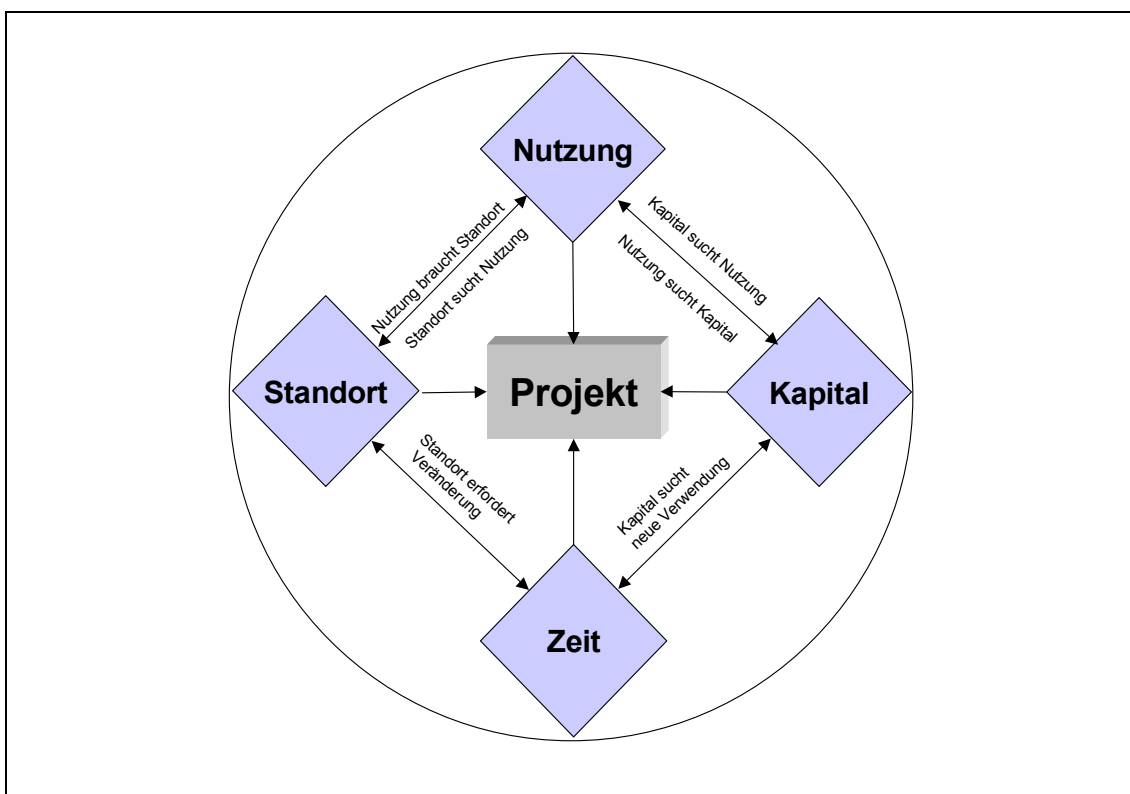 Nutzung
Nutzung braucht Standort
Standort sucht Nutzung
Kapital sucht Nutzung
Nutzung sucht Kapital
Standort
Projekt
Kapital
Standort erfordert
Veränderung
Kapital sucht
neue Verwendung
Zeit